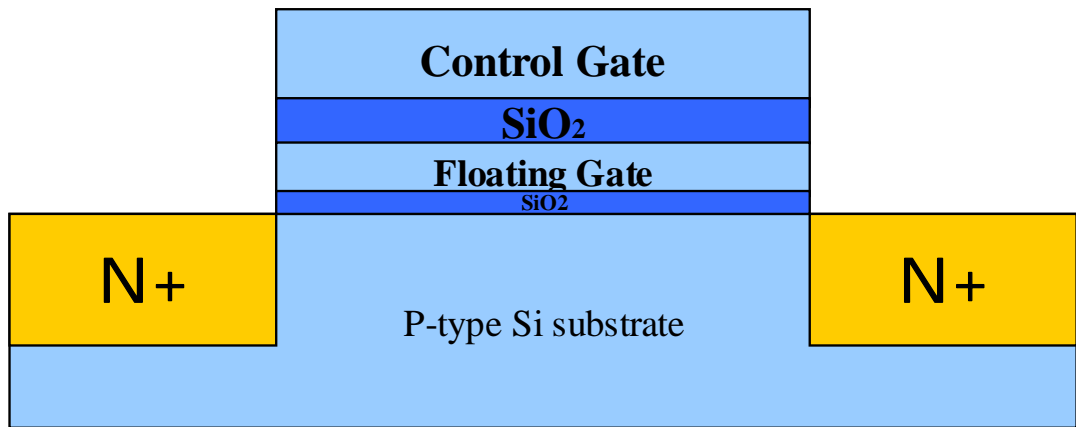 Control Gate
SiO₂
Floating Gate
SiO2
N+
N+
P-type Si substrate